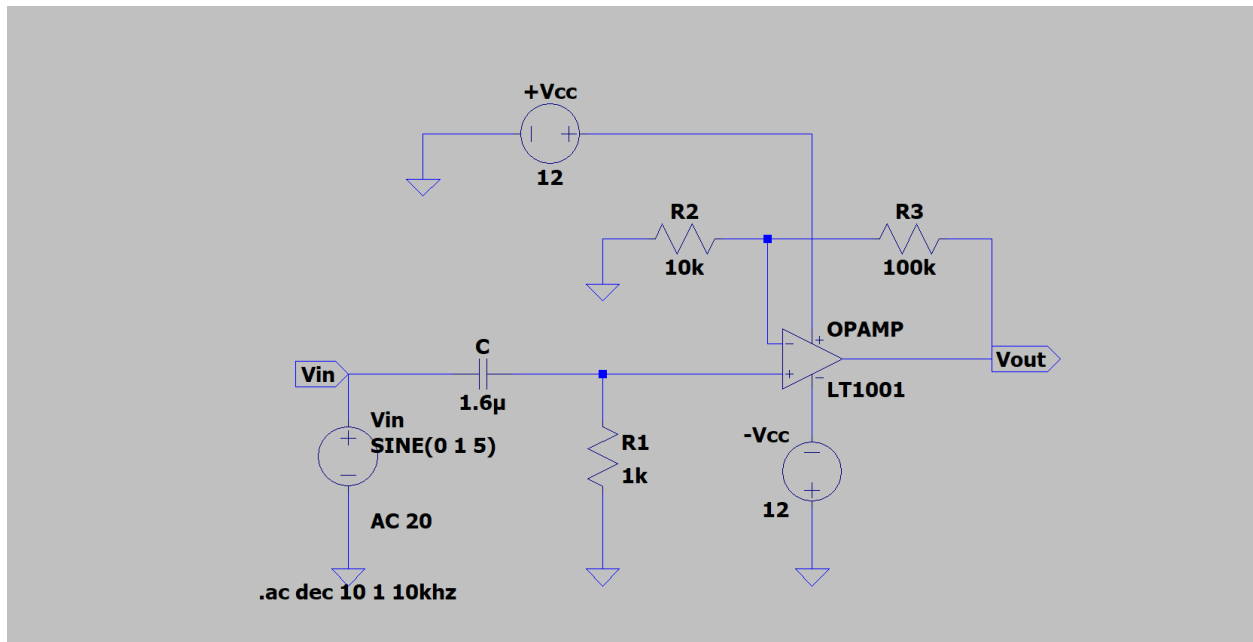 +Vcc
12
R2
R3
10k
100k
OPAMP
C
Vin
Vout
1.6µ
LT1001
Vin
SINE(0 1 5)
R1
-Vcc
1k
12
AC 20
.ac dec 10 1 10khz